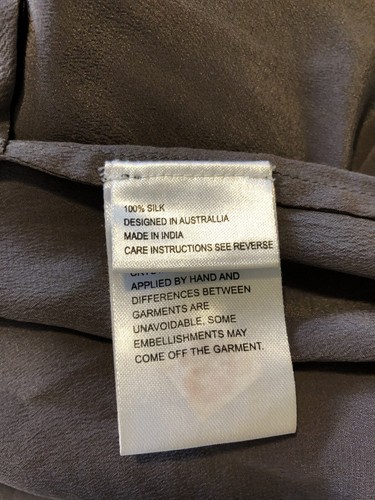 100% SILK
DESIGNED IN AUSTRALLIA
MADE IN INDIA
CARE INSTRUCTIONS SEE REVERSE
APPLIED BY HAND AND
DIFFERENCES BETWEEN
GARMENTS ARE
UNAVOIDABLE, SOME
EMBELLISHMENTS MAY
COME OFF THE GARMENT.